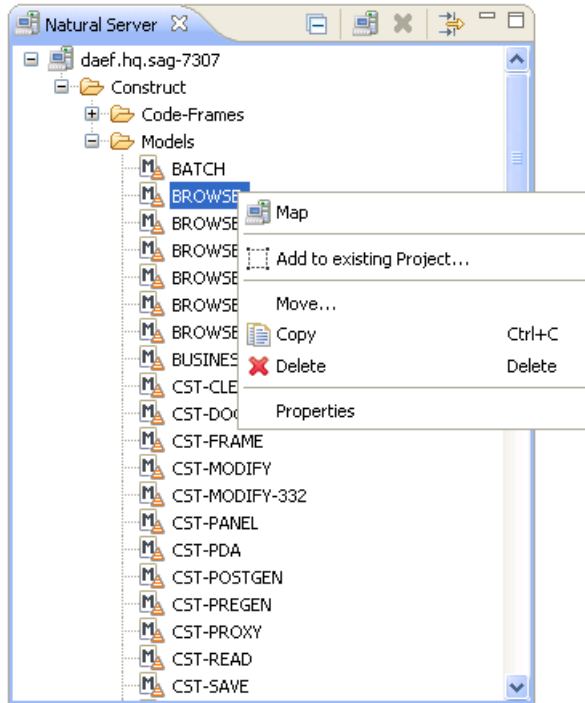 Natural Server
daef.hq.sag-7307
Construct
Code-Frames
Models
BATCH
BROWSE
BROWSE
Map
BROWSE
Add to existing Project...
BROWSE
Move...
BROWSE
Copy Ctrl+C
BROWSE
Delete Delete
BUSINES
CST-CLE
Properties
CST-DOC
CST-FRAME
CST-MODIFY
CST-MODIFY-332
CST-PANEL
CST-PDA
CST-POSTGEN
CST-PREGEN
CST-PROXY
CST-READ
CST-SAVE